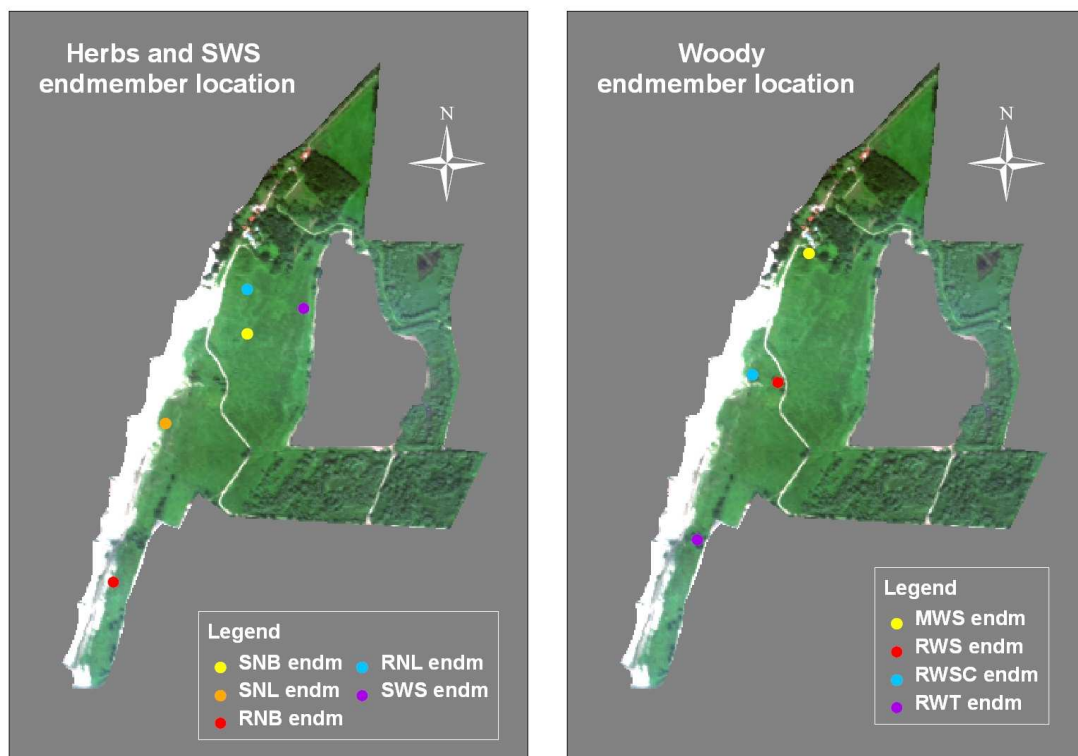 Herbs and SWS
endmember location
N
Legend
SNB endm
SNL endm
RNB endm
RNL endm
SWS endm
Woody
endmember location
N
Legend
MWS endm
RWS endm
RWSC endm
RWT endm